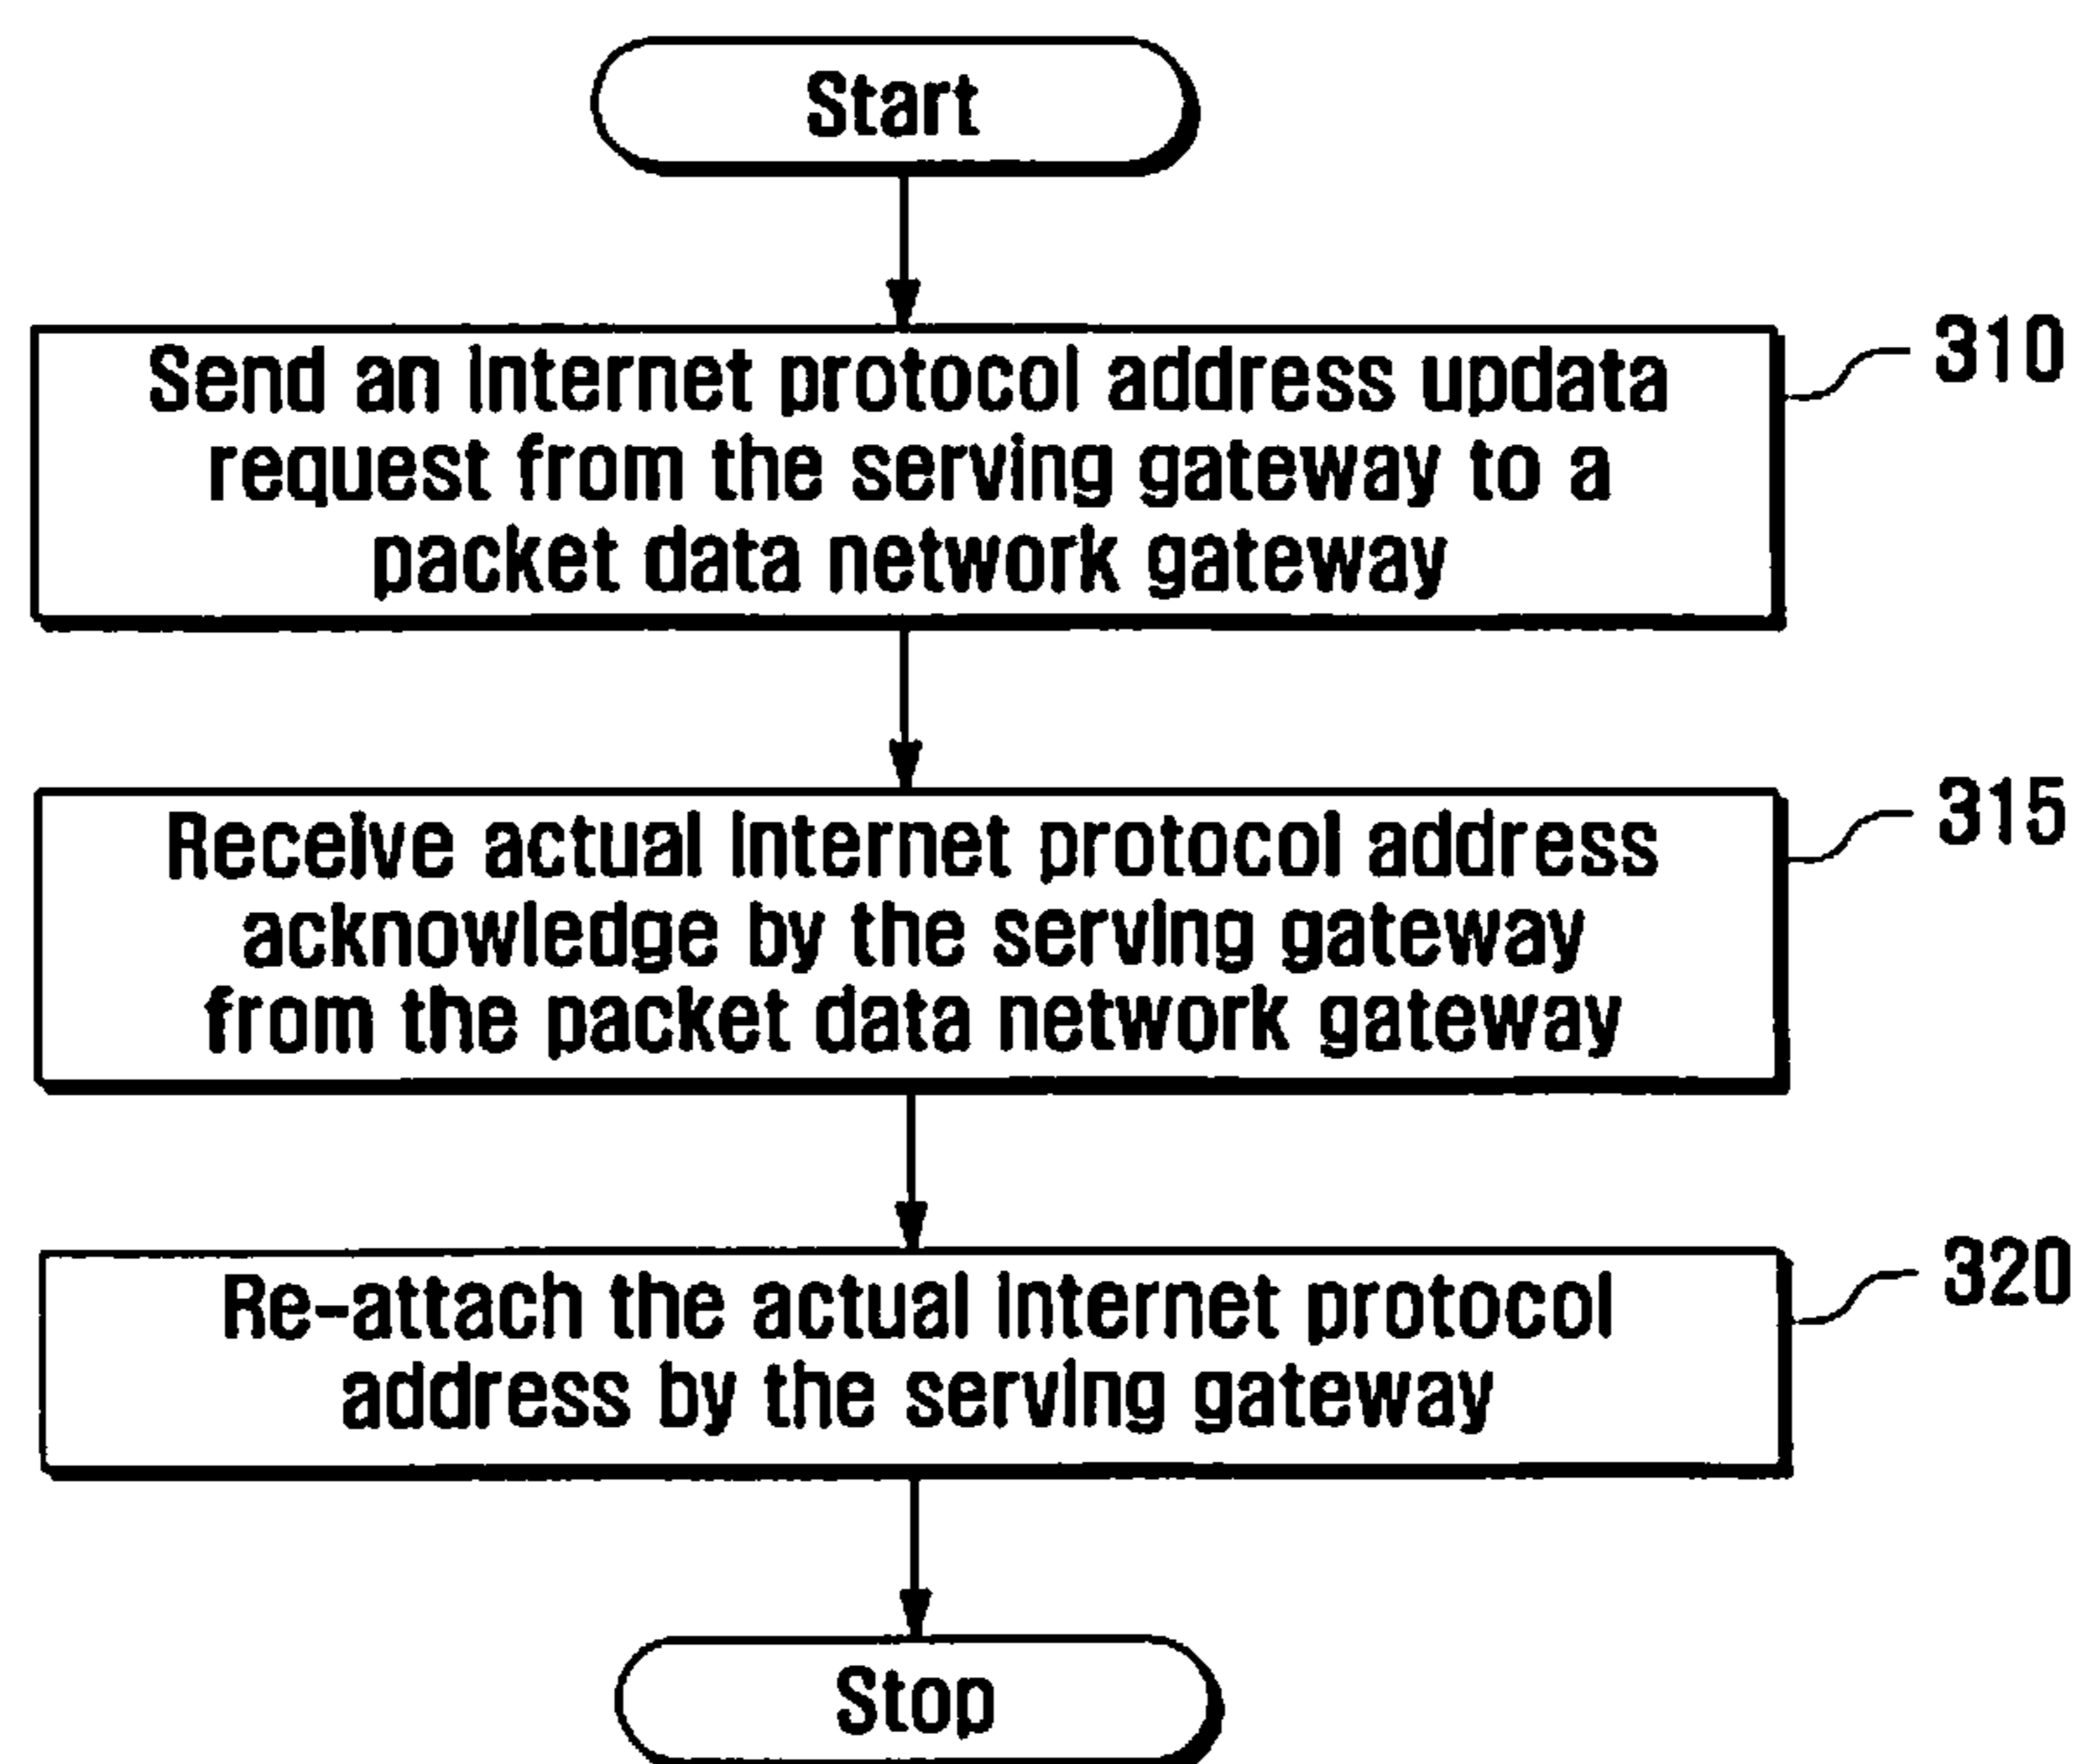 Start
Send an Internet protocol address updata
request from the serving gateway to a
packet data network gateway
310
Receive actual Internet protocol address
acknowledge by the serving gateway
from the packet data network gateway
315
Re-attach the actual Internet protocol
address by the serving gateway
320
Stop